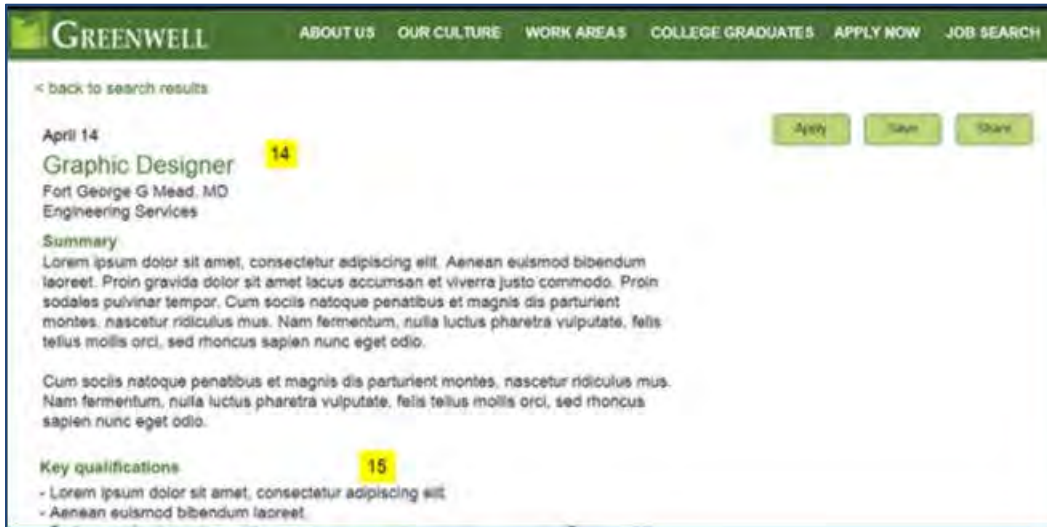 GREENWELL
ABOUT US OUR CULTURE WORK AREAS COLLEGE GRADUATES APPLY NOW JOB SEARCH
< back to search results
Apply Save Share
April 14
Graphic Designer 14
Fort George G Mead, MD
Engineering Services
Summary
Lorem ipsum dolor sit amet, consectetur adipiscing elit. Aenean euismod bibendum
laoreet. Proin gravida dolor sit amet lacus accumsan et viverra justo commodo. Proin
sodales pulvinar tempor. Cum sociis natoque penatibus et magnis dis parturient
montes, nascetur ridiculus mus. Nam fermentum, nulla luctus pharetra vulputate, felis
tellus mollis orci, sed rhoncus sapien nunc eget odio.
Cum sociis natoque penatibus et magnis dis parturient montes, nascetur ridiculus mus.
Nam fermentum, nulla luctus pharetra vulputate, felis tellus mollis orci, sed rhoncus
sapien nunc eget odio.
Key qualifications 15
- Lorem ipsum dolor sit amet, consectetur adipiscing elit
- Aenean euismod bibendum laoreet